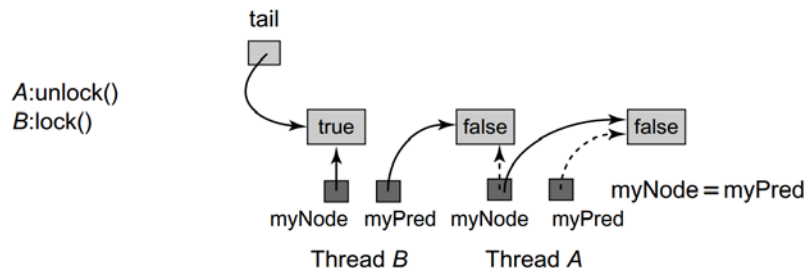 tail
A:unlock()
B:lock()
true
false
false
myNode myPred myNode myPred myNode=myPred
Thread B Thread A